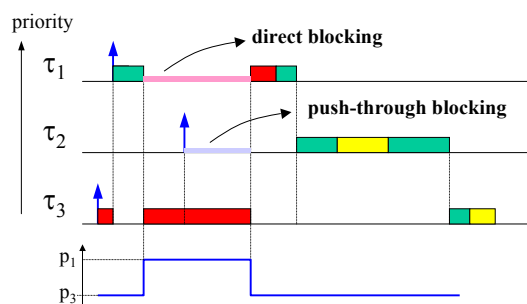 priority
direct blocking
τ1
push-through blocking
τ2
τ3
p1
p3